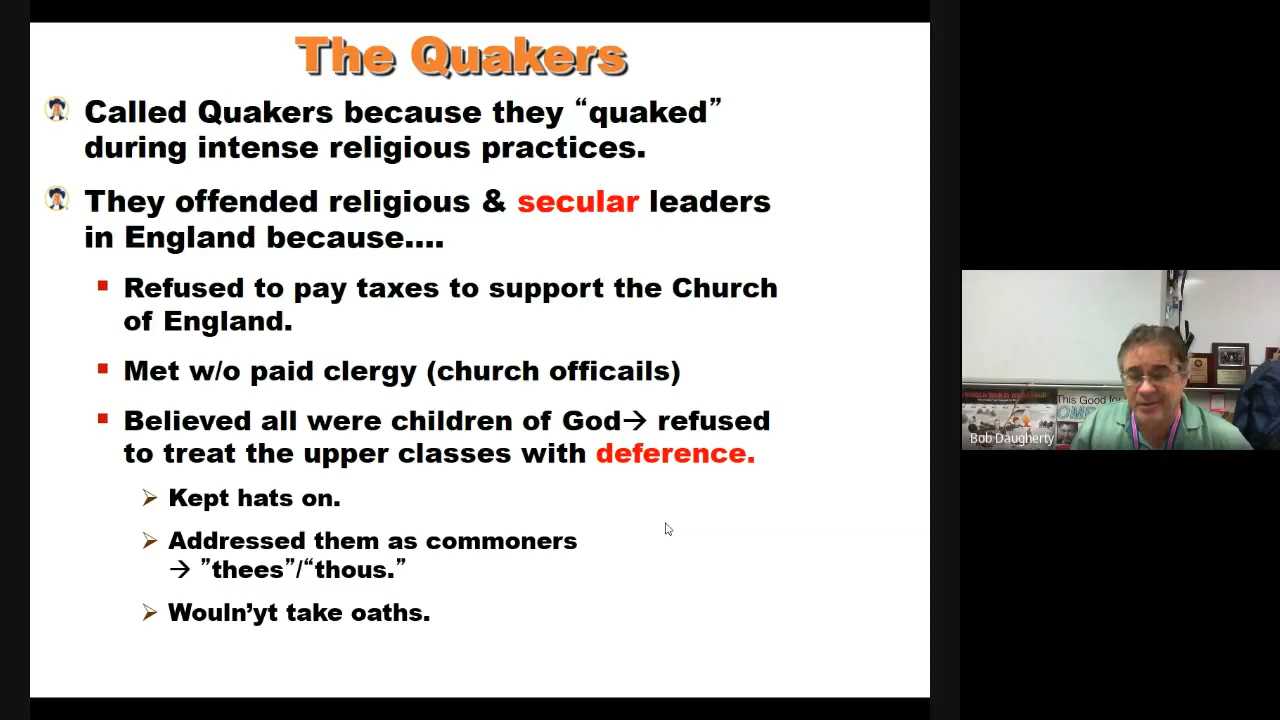 The Quakers
Called Quakers because they “quaked”
during intense religious practices.
They offended religious & secular leaders
in England because….
Refused to pay taxes to support the Church
of England.
Met w/o paid clergy (church officails)
Believed all were children of God→ refused
to treat the upper classes with deference.
Kept hats on.
Addressed them as commoners
→ ”thees”/“thous.”
Wouln’yt take oaths.
This Good for
Bob Daugherty